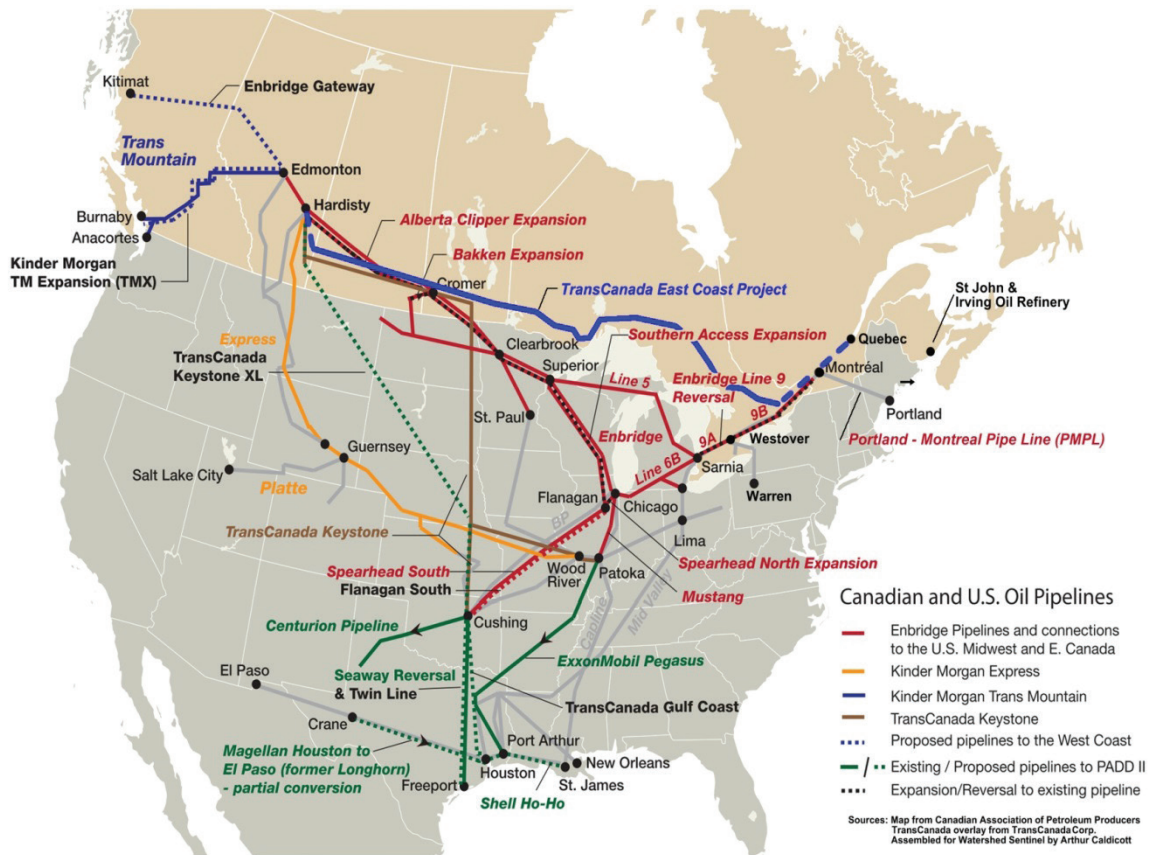 Kitimat
Enbridge Gateway
Trans
Mountain
Edmonton
Hardisty
Burnaby
Anacortes
Kinder Morgan
TM Expansion (TMX)
Alberta Clipper Expansion
Bakken Expansion
Cromer
TransCanada East Coast Project
St John &
Irving Oil Refinery
Express
TransCanada
Keystone XL
Clearbrook
Superior
Southern Access Expansion
Quebec
Montréal
Line 5
Enbridge Line 9
Reversal
St. Paul
Enbridge
9A
9B
Westover
Portland
Portland - Montreal Pipe Line (PMPL)
Guernsey
Salt Lake City
Platte
Line 6B
Sarnia
Warren
Flanagan
Chicago
Lima
BP
TransCanada Keystone
Spearhead South
Flanagan South
Wood
River
Patoka
Spearhead North Expansion
Mustang
Capline
Mid Valley
Centurion Pipeline
Cushing
ExxonMobil Pegasus
El Paso
Seaway Reversal
& Twin Line
TransCanada Gulf Coast
Crane
Magellan Houston to
El Paso (former Longhorn)
- partial conversion
Port Arthur
Houston
New Orleans
St. James
Freeport
Shell Ho-Ho
Canadian and U.S. Oil Pipelines
Enbridge Pipelines and connections
to the U.S. Midwest and E. Canada
Kinder Morgan Express
Kinder Morgan Trans Mountain
TransCanada Keystone
Proposed pipelines to the West Coast
/ Existing / Proposed pipelines to PADD II
Expansion/Reversal to existing pipeline
Sources: Map from Canadian Association of Petroleum Producers
TransCanada overlay from TransCanada Corp.
Assembled for Watershed Sentinel by Arthur Caldicott